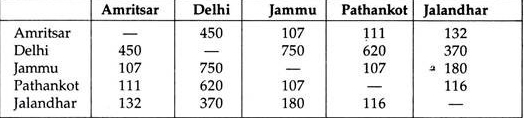 Amritsar Delhi Jammu Pathankot Jalandhar
Amritsar — 450 107 111 132
Delhi 450 — 750 620 370
Jammu 107 750 — 107 180
Pathankot 111 620 107 — 116
Jalandhar 132 370 180 116 —